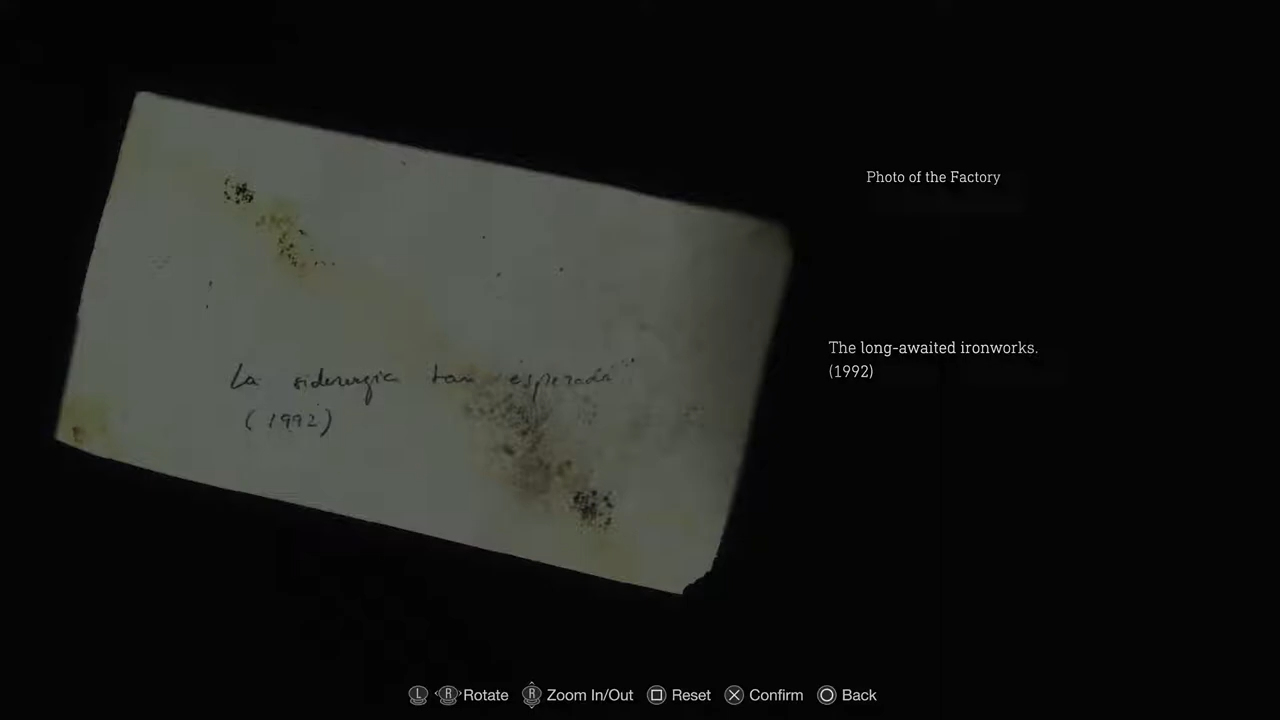 Photo of the Factory
La siderurgia tan esperada
(1992)
The long-awaited ironworks.
(1992)
L R Rotate R Zoom In/Out Reset Confirm Back